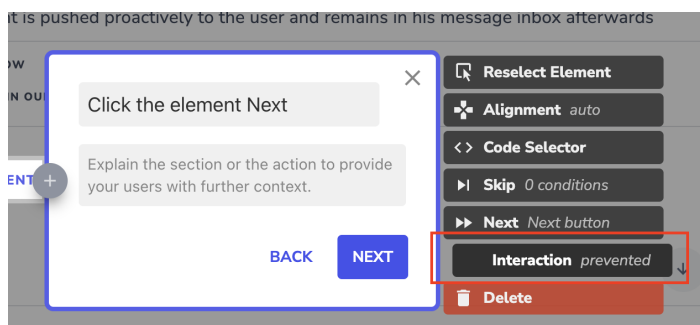 it is pushed proactively to the user and remains in his message inbox afterwards
OW
N OUI
ENT
Click the element Next
Explain the section or the action to provide
your users with further context.
BACK
NEXT
Reselect Element
Alignment auto
Code Selector
Skip 0 conditions
Next Next button
Interaction prevented
Delete